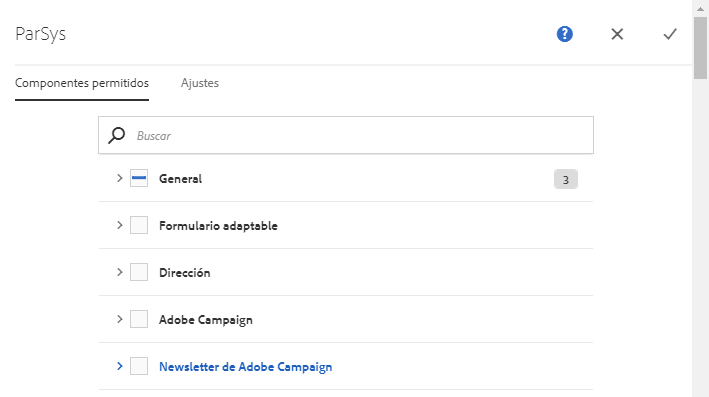 ParSys
?
Componentes permitidos Ajustes
Buscar
General 3
Formulario adaptable
Dirección
Adobe Campaign
Newsletter de Adobe Campaign